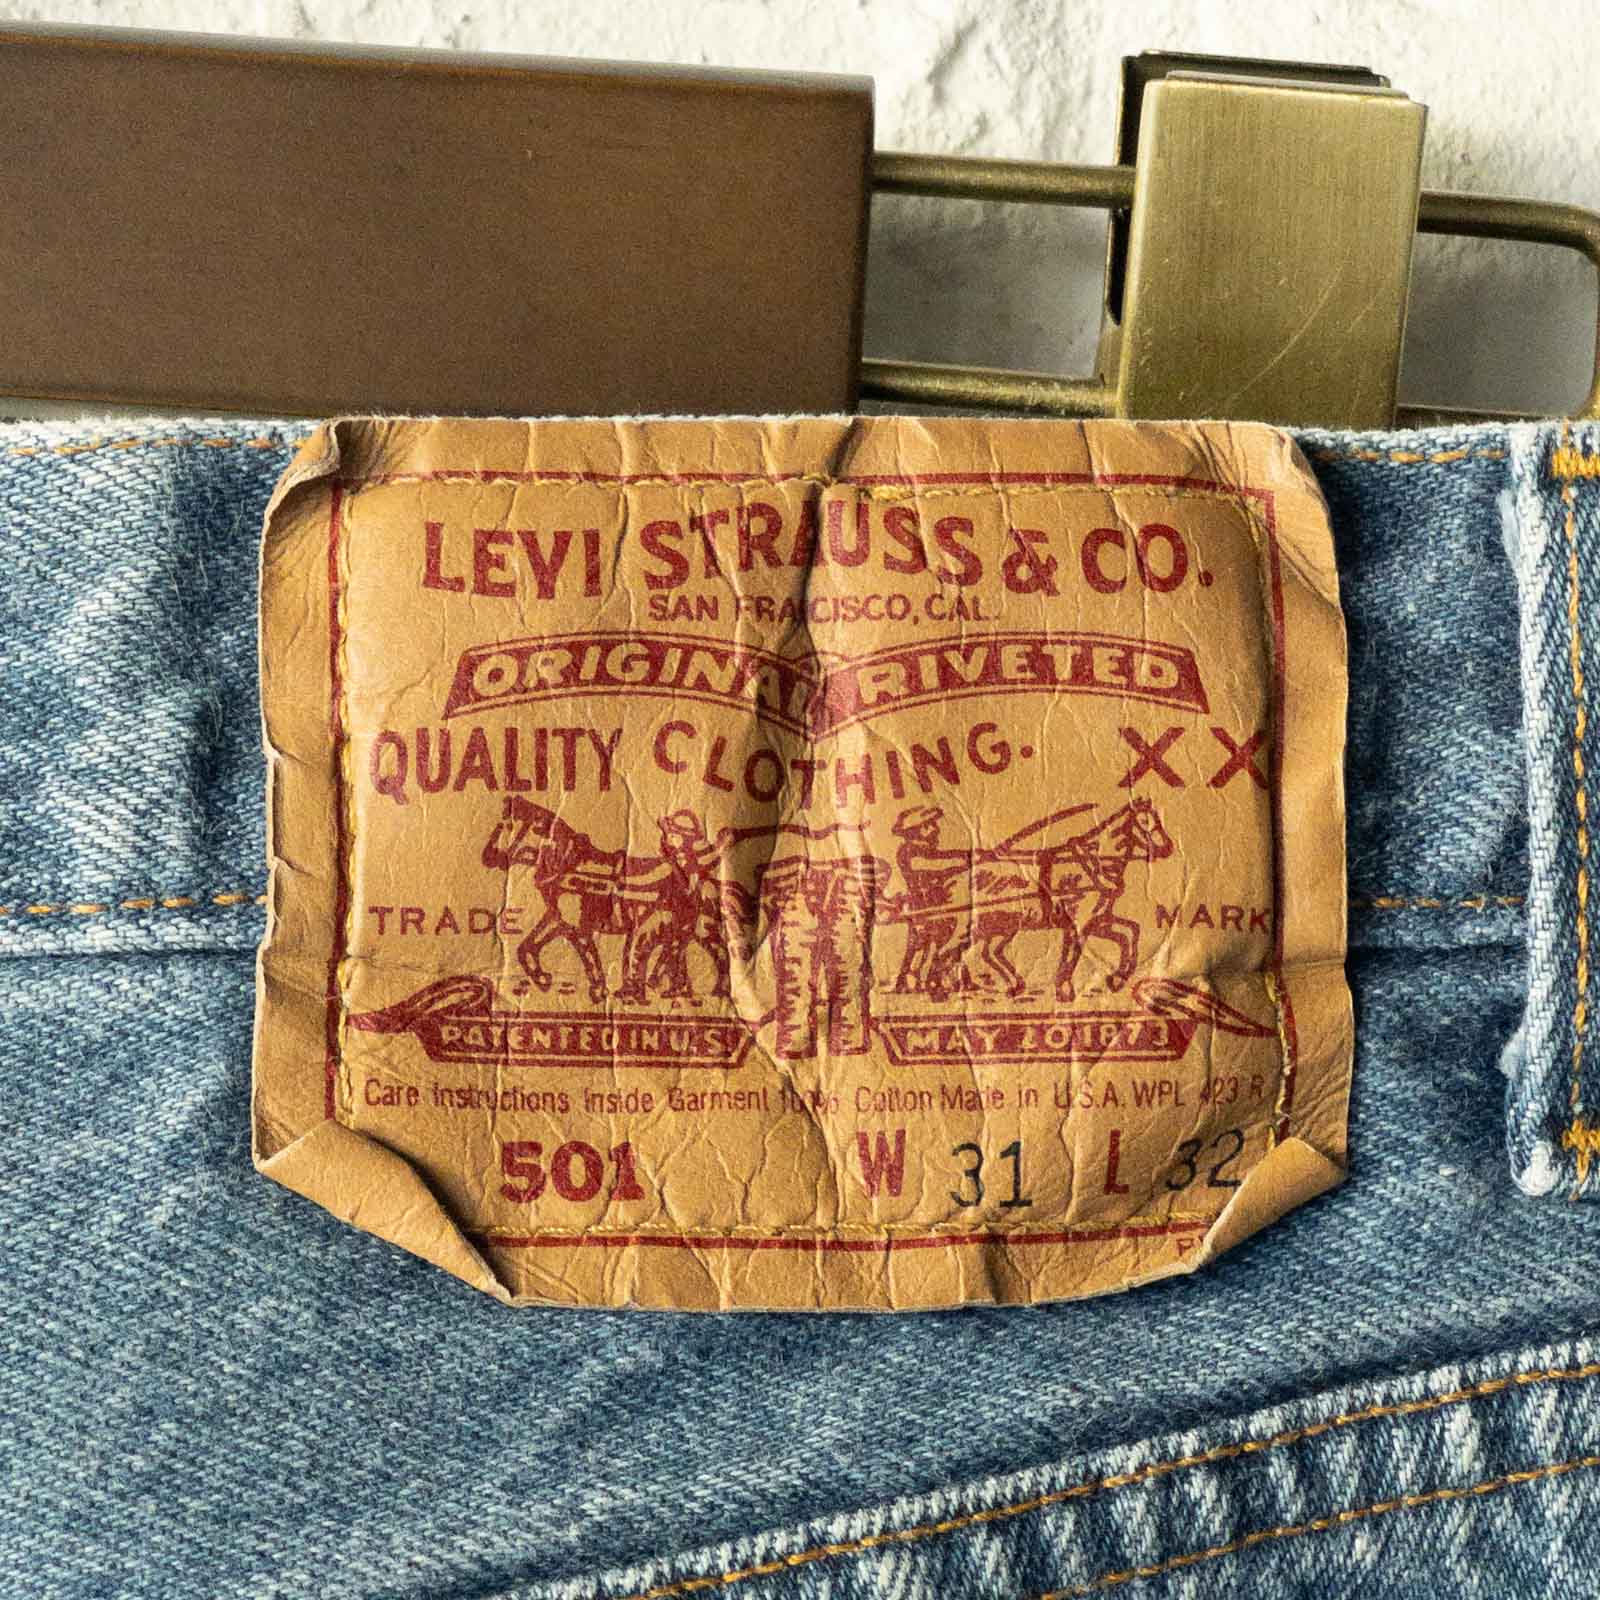 LEVI STRAUSS & CO.
SAN FRANCISCO, CAL.
ORIGINAL RIVETED
QUALITY CLOTHING. XX
TRADE MARK
PATENTED IN U.S. MAY 20 1873
Care Instructions Inside Garment 100% Cotton Made in U.S.A. WPL 423 R
501 W 31 L 32